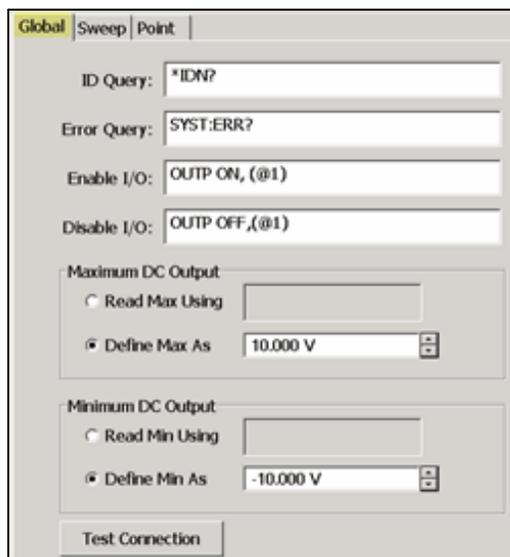 Global Sweep Point
ID Query: *IDN?
Error Query: SYST:ERR?
Enable I/O: OUTP ON, (@1)
Disable I/O: OUTP OFF,(@1)
Maximum DC Output
Read Max Using
Define Max As 10.000 V
Minimum DC Output
Read Min Using
Define Min As -10.000 V
Test Connection